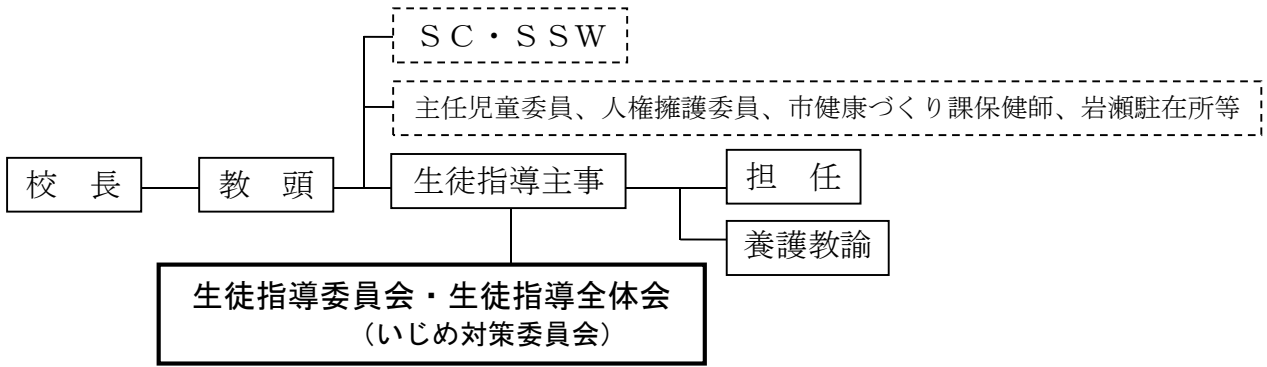 ＳＣ・ＳＳＷ
主任児童委員、人権擁護委員、市健康づくり課保健師、岩瀬駐在所等
校　長
教　頭
生徒指導主事
担　任
養護教諭
生徒指導委員会・生徒指導全体会
（いじめ対策委員会）